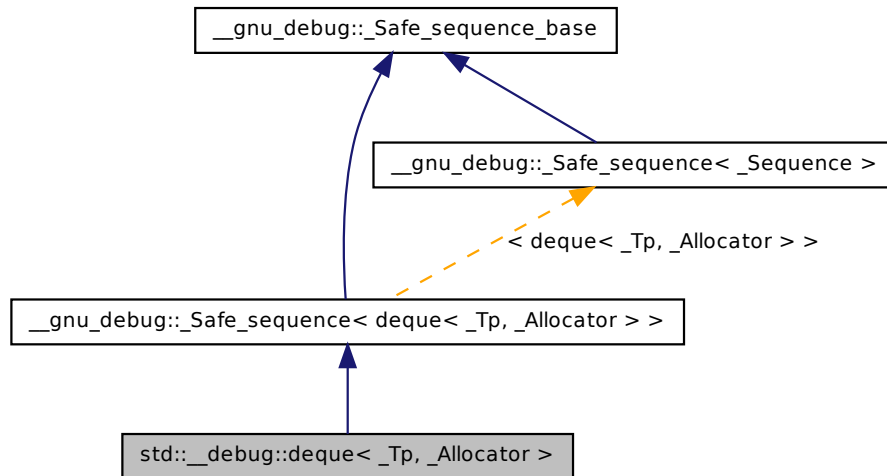 __gnu_debug::_Safe_sequence_base
__gnu_debug::_Safe_sequence< _Sequence >
< deque< _Tp, _Allocator > >
__gnu_debug::_Safe_sequence< deque< _Tp, _Allocator > >
std::__debug::deque< _Tp, _Allocator >